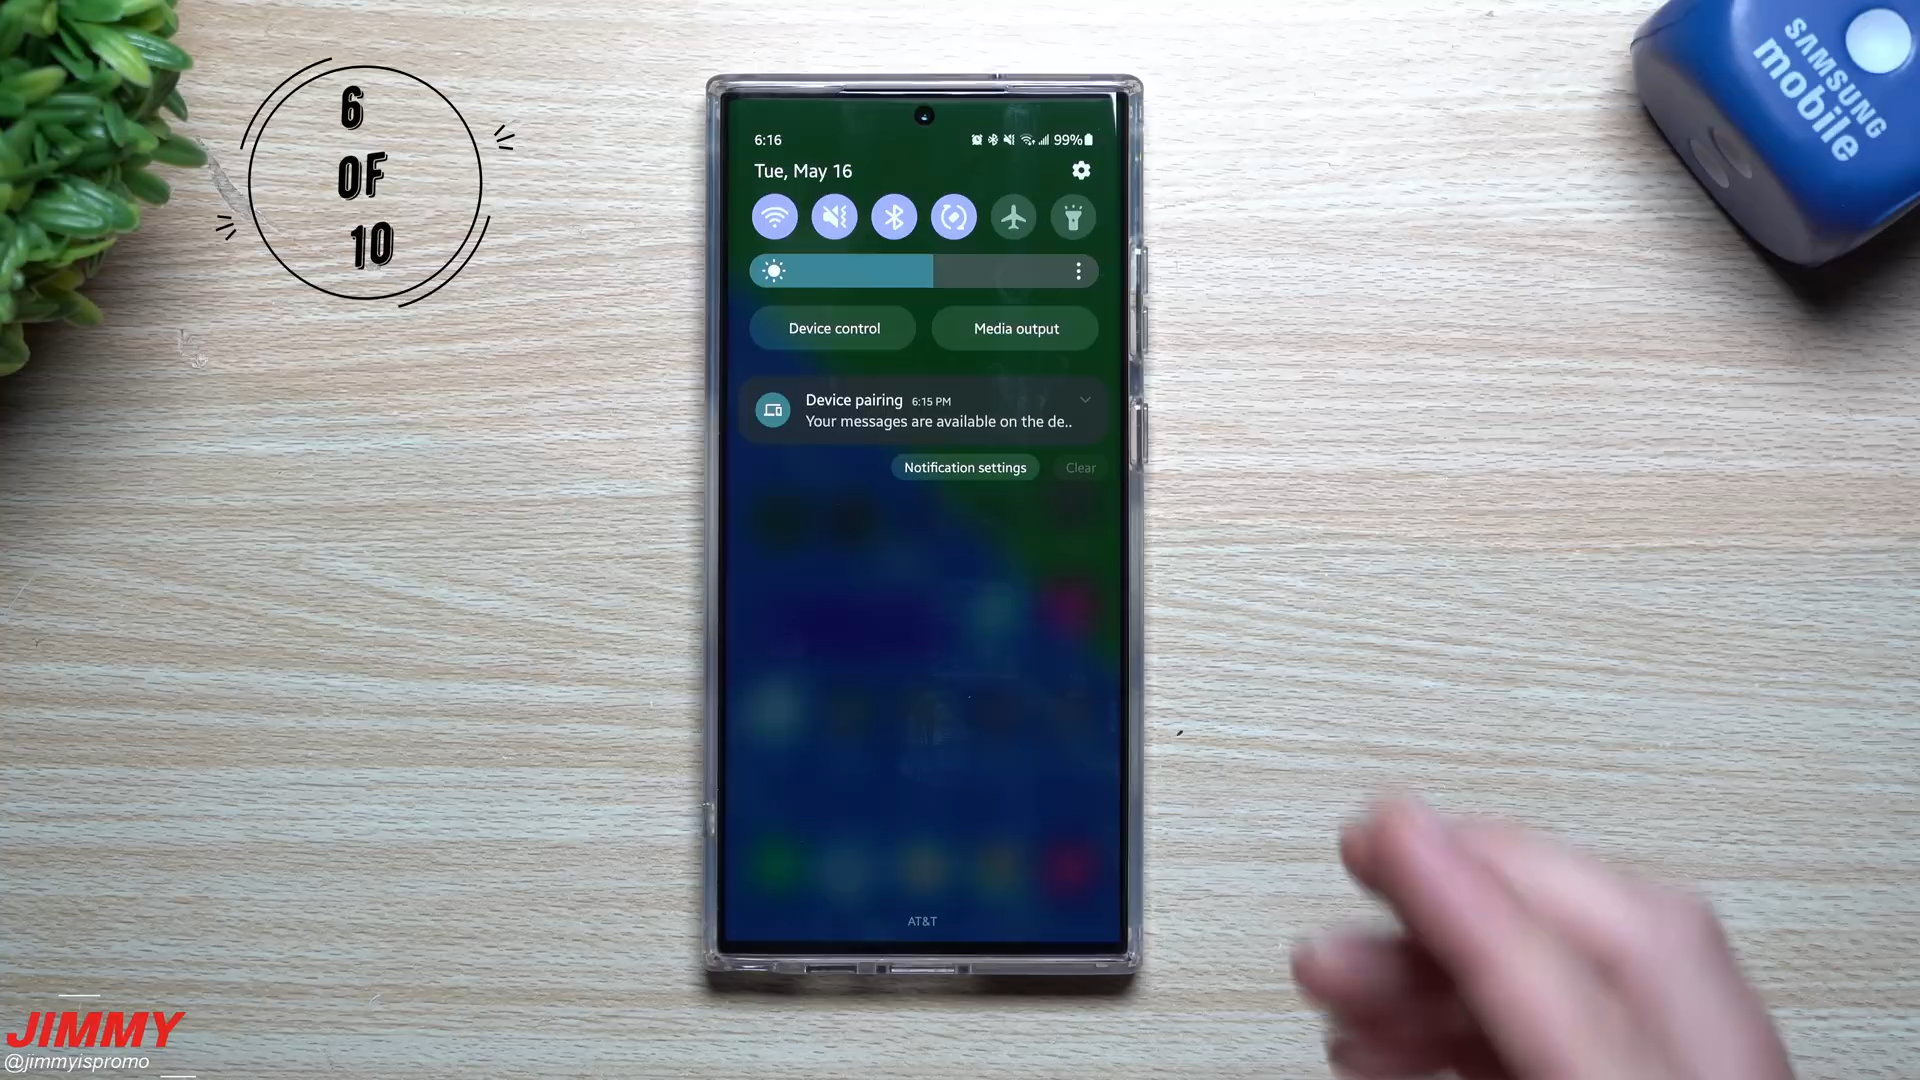 6
OF
10
SAMSUNG
mobile
6:16
99%
Tue, May 16
Device control
Media output
Device pairing 6:15 PM
Your messages are available on the de..
Notification settings
Clear
AT&T
JIMMY
@jimmyispromo